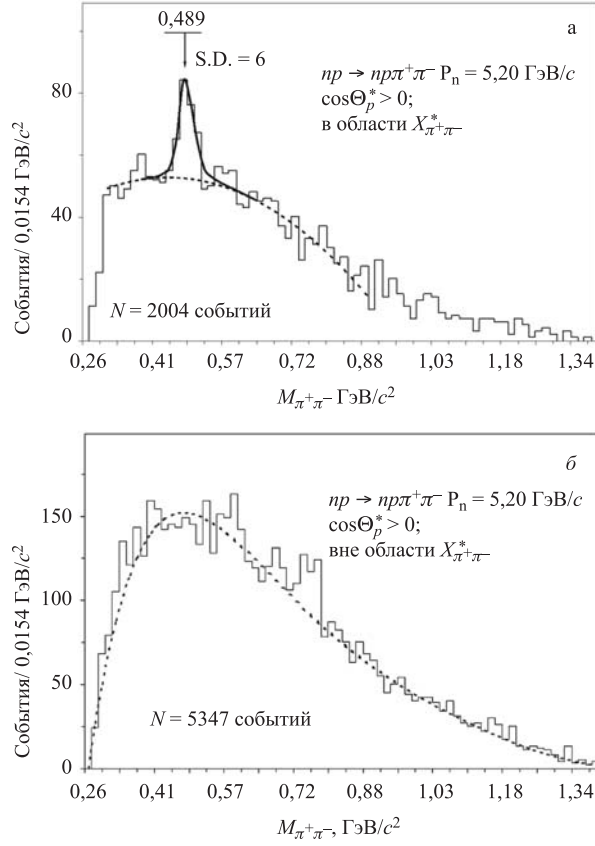 0,489
S.D. = 6
а
np → npπ⁺π⁻ Pₙ = 5,20 ГэВ/c
cosΘ*ₚ > 0;
в области X*π⁺π⁻
События/ 0,0154 ГэВ/c²
80
40
0
N = 2004 событий
0,26 0,41 0,57 0,72 0,88 1,03 1,18 1,34
Mπ⁺π⁻ ГэВ/c²
б
np → npπ⁺π⁻ Pₙ = 5,20 ГэВ/c
cosΘ*ₚ > 0;
вне области X*π⁺π⁻
События/ 0,0154 ГэВ/c²
150
100
50
0
N = 5347 событий
0,26 0,41 0,57 0,72 0,88 1,03 1,18 1,34
Mπ⁺π⁻, ГэВ/c²